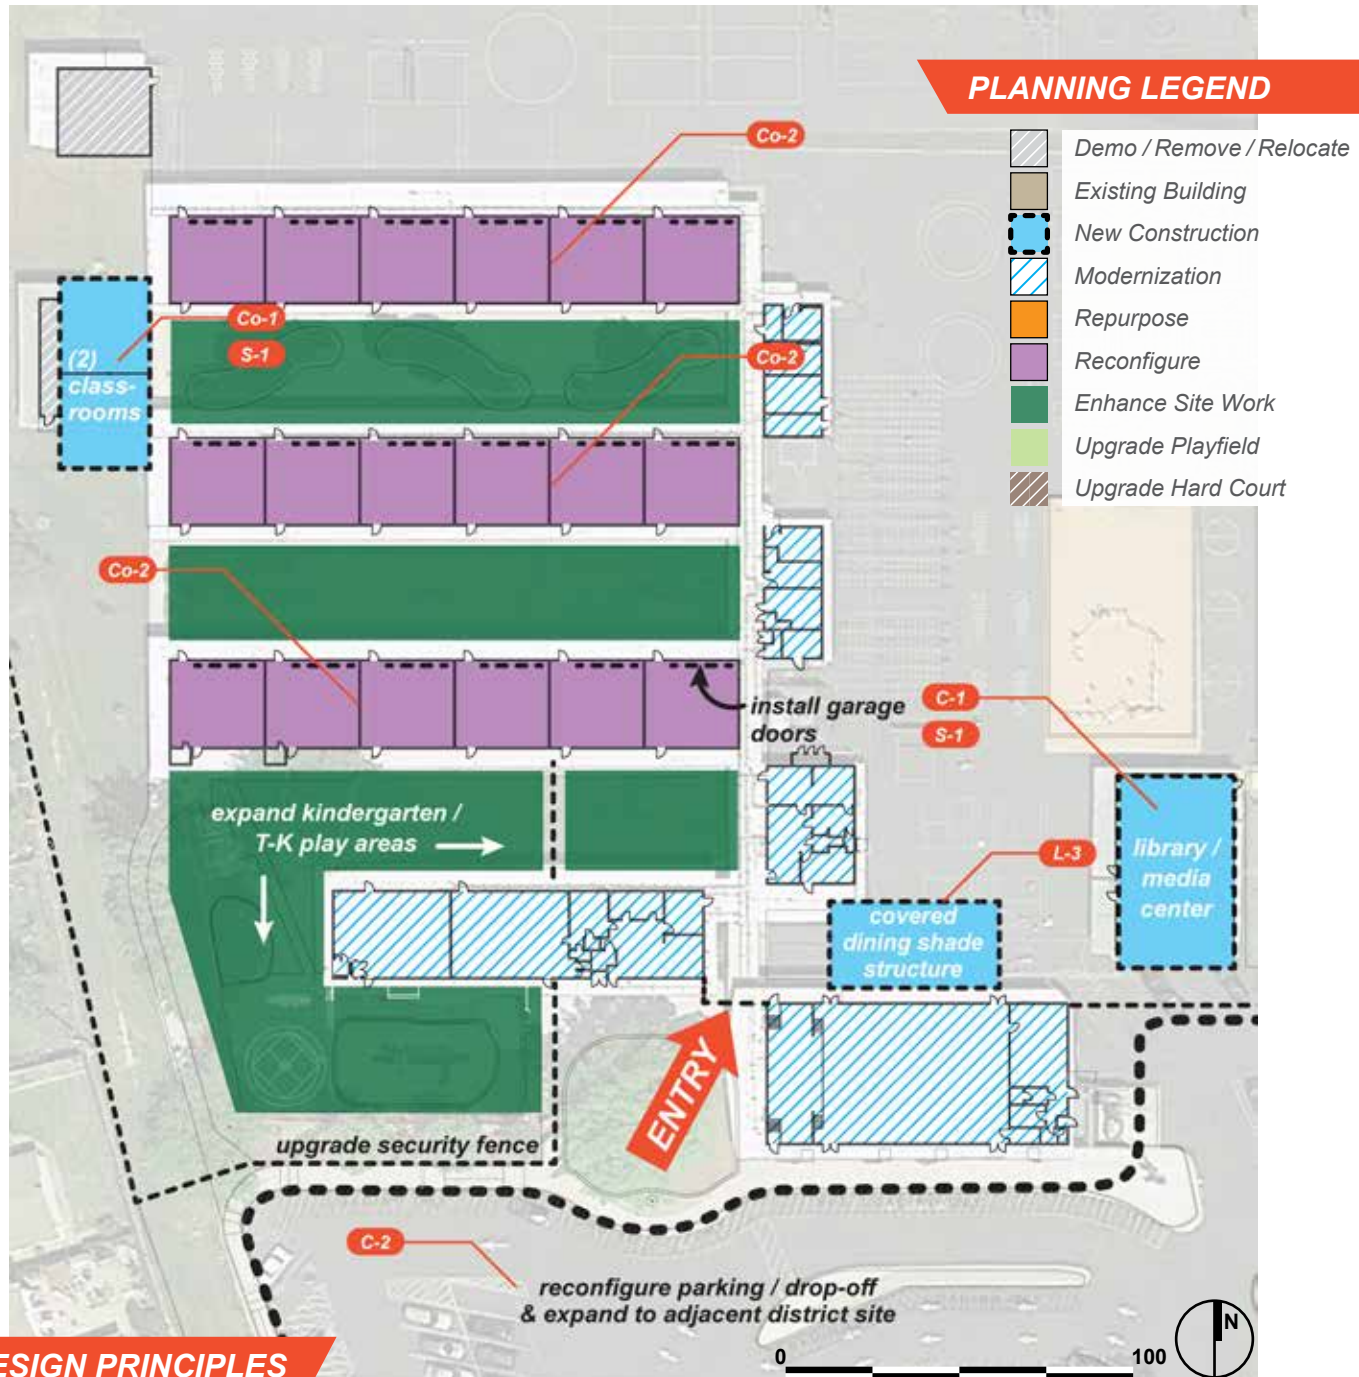 PLANNING LEGEND
Demo / Remove / Relocate
Existing Building
New Construction
Modernization
Repurpose
Reconfigure
Enhance Site Work
Upgrade Playfield
Upgrade Hard Court
Co-2
Co-1
S-1
(2)
class-
rooms
Co-2
Co-2
install garage
doors
C-1
S-1
expand kindergarten /
T-K play areas
L-3
library /
media
center
covered
dining shade
structure
ENTRY
upgrade security fence
C-2
reconfigure parking / drop-off
& expand to adjacent district site
N
0
100
ESIGN PRINCIPLES